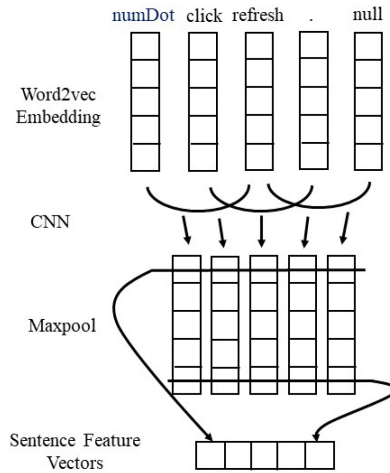 numDot click refresh . null
Word2vec
Embedding
CNN
Maxpool
Sentence Feature
Vectors